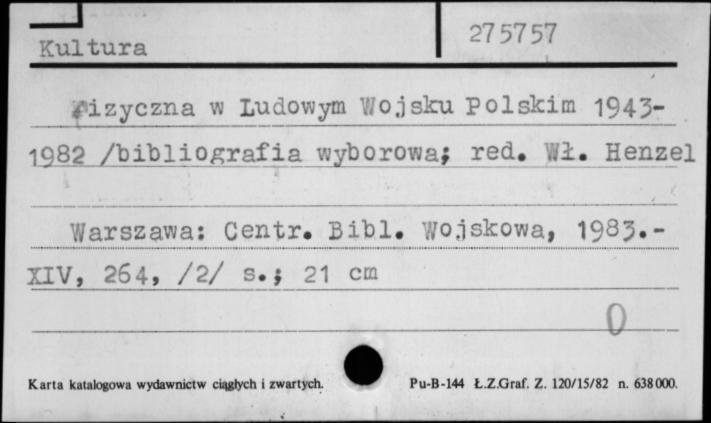 275757
Kultura
fizyczna w Ludowym Wojsku Polskim 1943-
1982 /bibliografia wyborowa; red. Wł. Henzel
Warszawa: Centr. Bibl. Wojskowa, 1983.-
XIV, 264, /2/ s.; 21 cm
0
Karta katalogowa wydawnictw ciągłych i zwartych. Pu-B-144 Ł.Z.Graf. Z. 120/15/82 n. 638000.